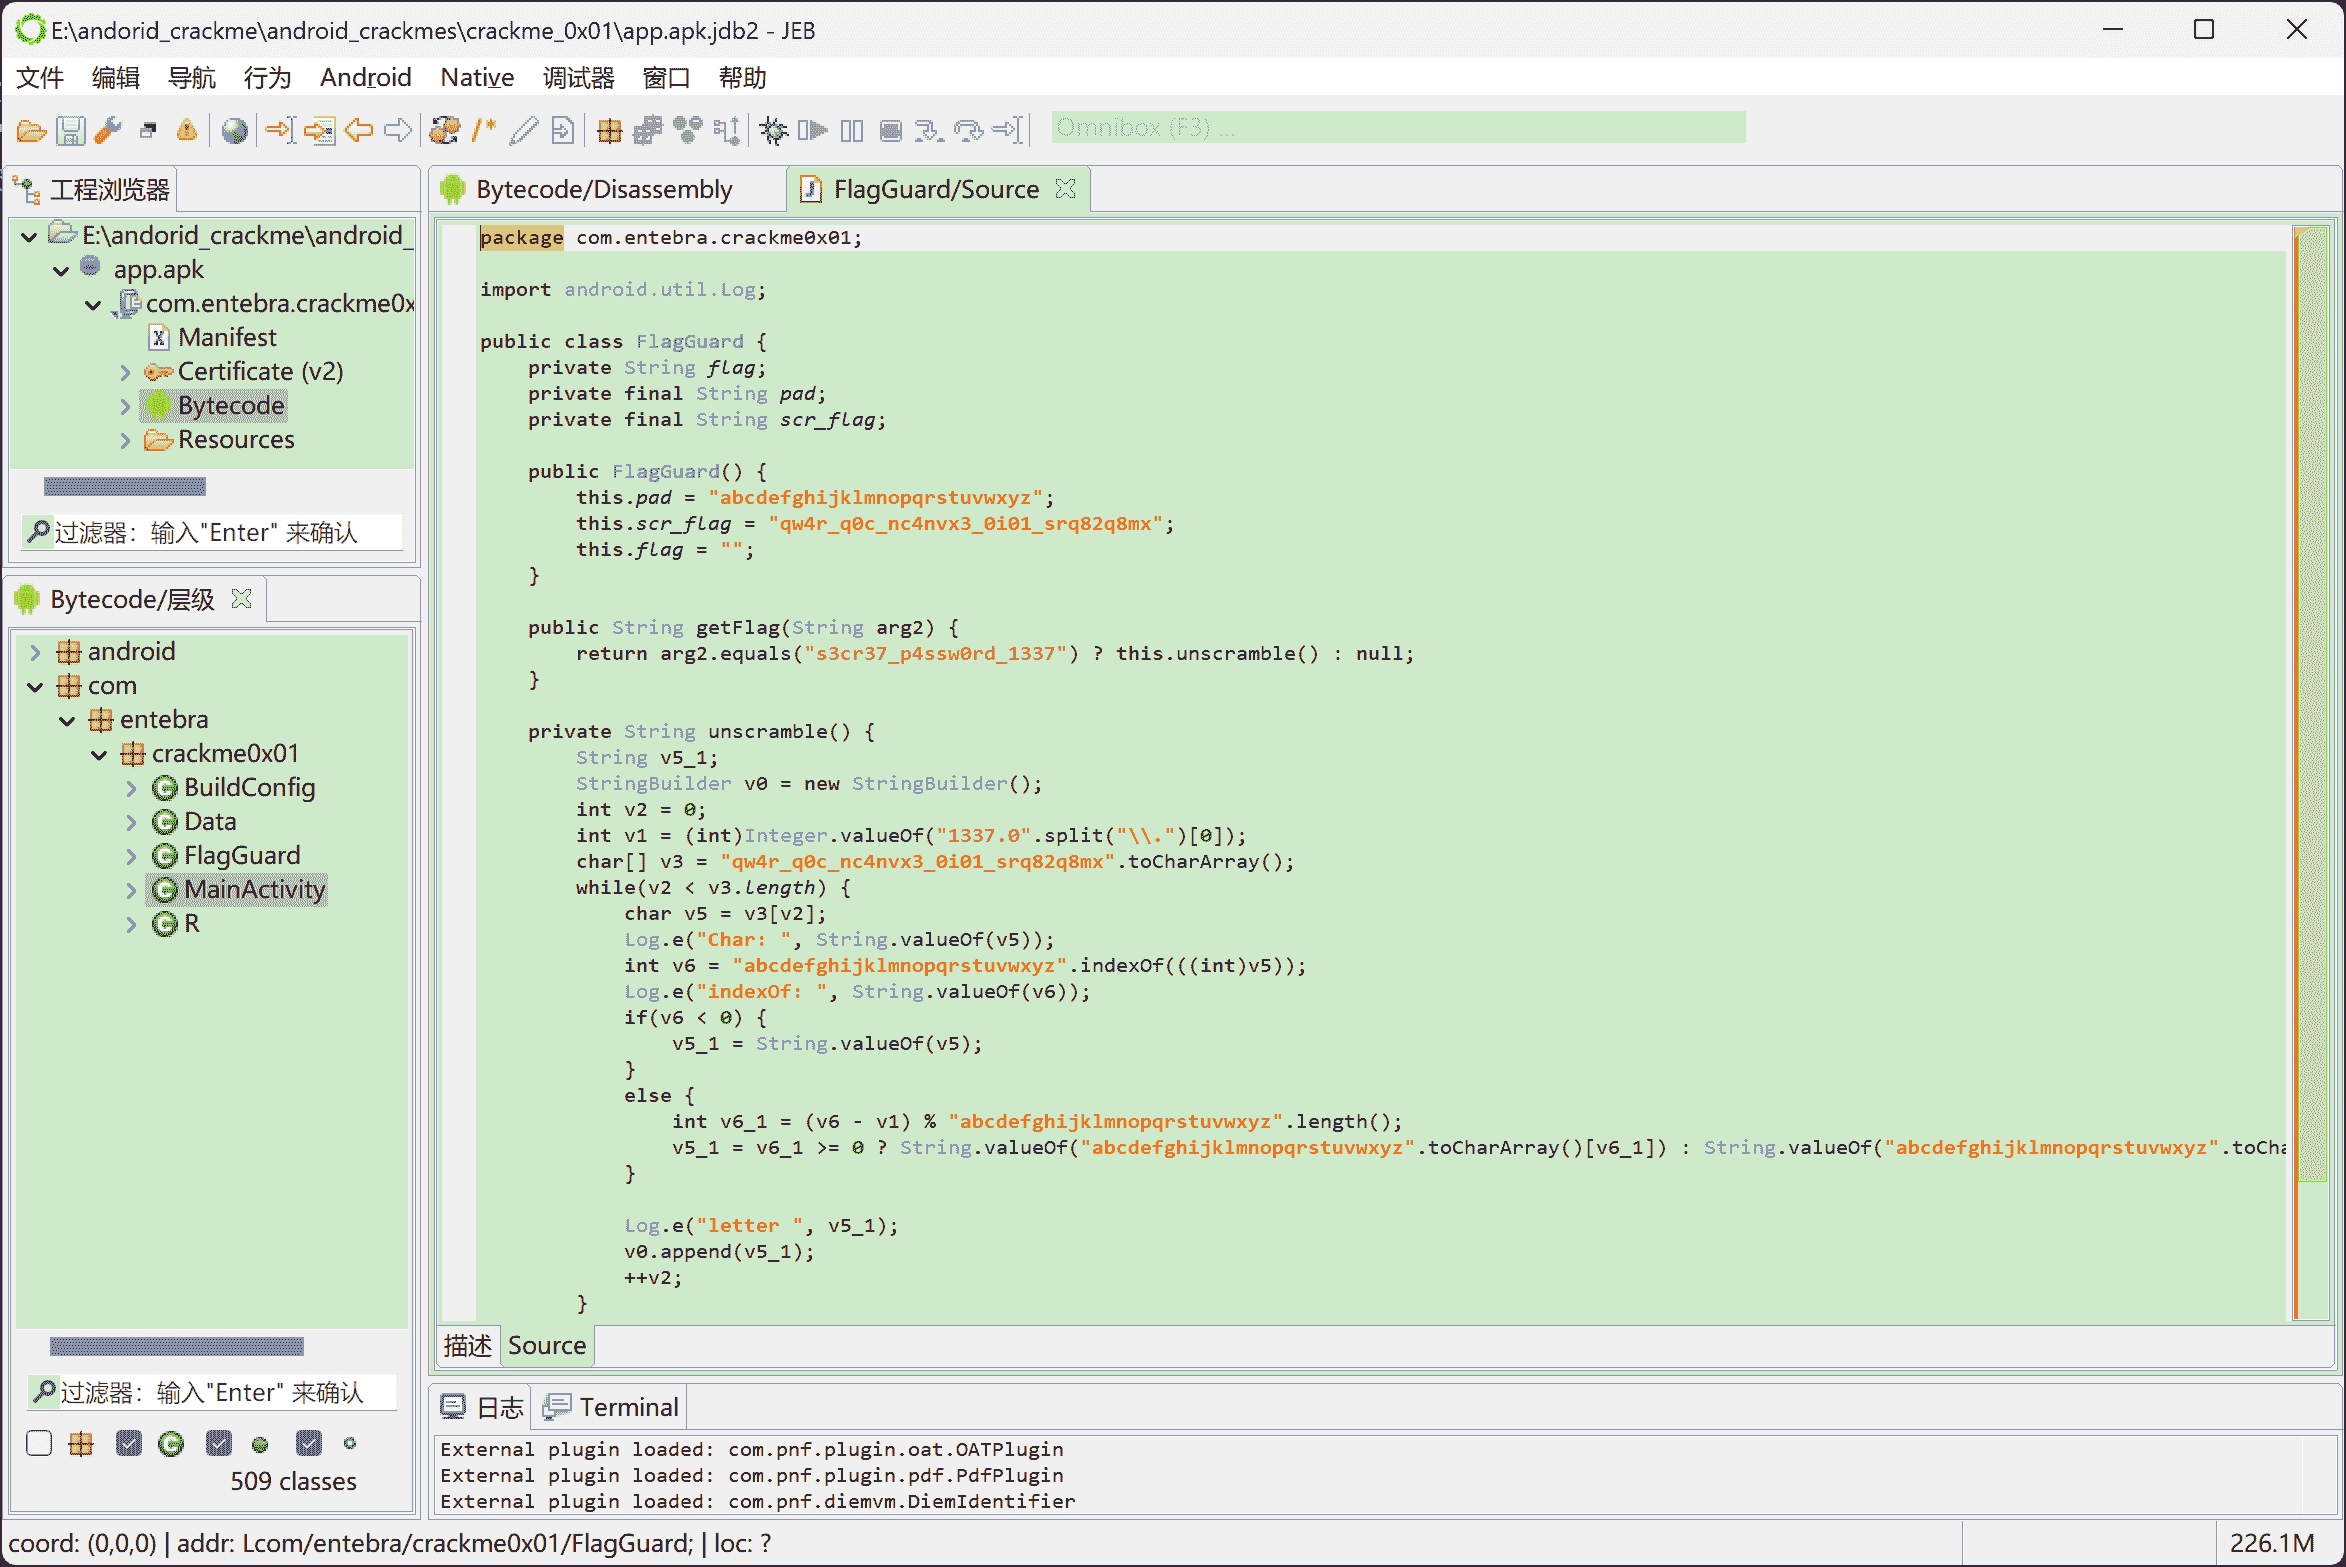 E:\andorid_crackme\android_crackmes\crackme_0x01\app.apk.jdb2 - JEB
文件 编辑 导航 行为 Android Native 调试器 窗口 帮助
Omnibox (F3) ...
工程浏览器
E:\andorid_crackme\android_
app.apk
com.entebra.crackme0x
Manifest
Certificate (v2)
Bytecode
Resources
过滤器：输入"Enter" 来确认
Bytecode/层级
android
com
entebra
crackme0x01
BuildConfig
Data
FlagGuard
MainActivity
R
过滤器：输入"Enter" 来确认
509 classes
Bytecode/Disassembly
FlagGuard/Source
package com.entebra.crackme0x01;
import android.util.Log;
public class FlagGuard {
private String flag;
private final String pad;
private final String scr_flag;
public FlagGuard() {
this.pad = "abcdefghijklmnopqrstuvwxyz";
this.scr_flag = "qw4r_q0c_nc4nvx3_0i01_srq82q8mx";
this.flag = "";
}
public String getFlag(String arg2) {
return arg2.equals("s3cr37_p4ssw0rd_1337") ? this.unscramble() : null;
}
private String unscramble() {
String v5_1;
StringBuilder v0 = new StringBuilder();
int v2 = 0;
int v1 = (int)Integer.valueOf("1337.0".split("\\.")[0]);
char[] v3 = "qw4r_q0c_nc4nvx3_0i01_srq82q8mx".toCharArray();
while(v2 < v3.length) {
char v5 = v3[v2];
Log.e("Char: ", String.valueOf(v5));
int v6 = "abcdefghijklmnopqrstuvwxyz".indexOf(((int)v5));
Log.e("indexOf: ", String.valueOf(v6));
if(v6 < 0) {
v5_1 = String.valueOf(v5);
}
else {
int v6_1 = (v6 - v1) % "abcdefghijklmnopqrstuvwxyz".length();
v5_1 = v6_1 >= 0 ? String.valueOf("abcdefghijklmnopqrstuvwxyz".toCharArray()[v6_1]) : String.valueOf("abcdefghijklmnopqrstuvwxyz".toCha
}
Log.e("letter ", v5_1);
v0.append(v5_1);
++v2;
}
描述 Source
日志 Terminal
External plugin loaded: com.pnf.plugin.oat.OATPlugin
External plugin loaded: com.pnf.plugin.pdf.PdfPlugin
External plugin loaded: com.pnf.diemvm.DiemIdentifier
coord: (0,0,0) | addr: Lcom/entebra/crackme0x01/FlagGuard; | loc: ?
226.1M